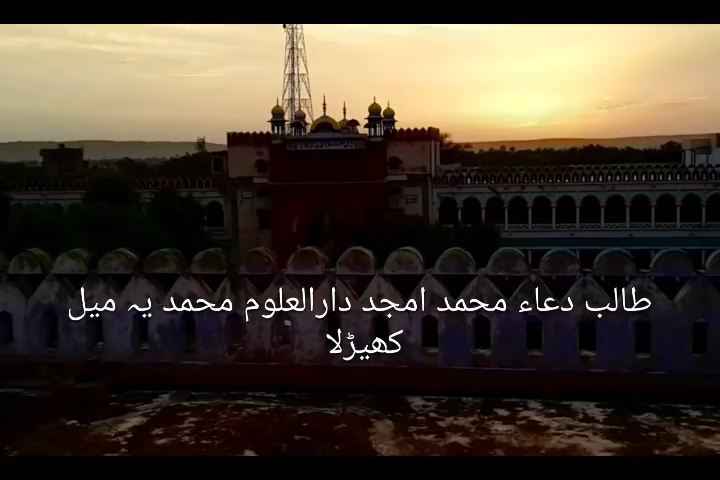 طالب دعاء محمد امجد دارالعلوم محمد یہ میل
کھیڑلا